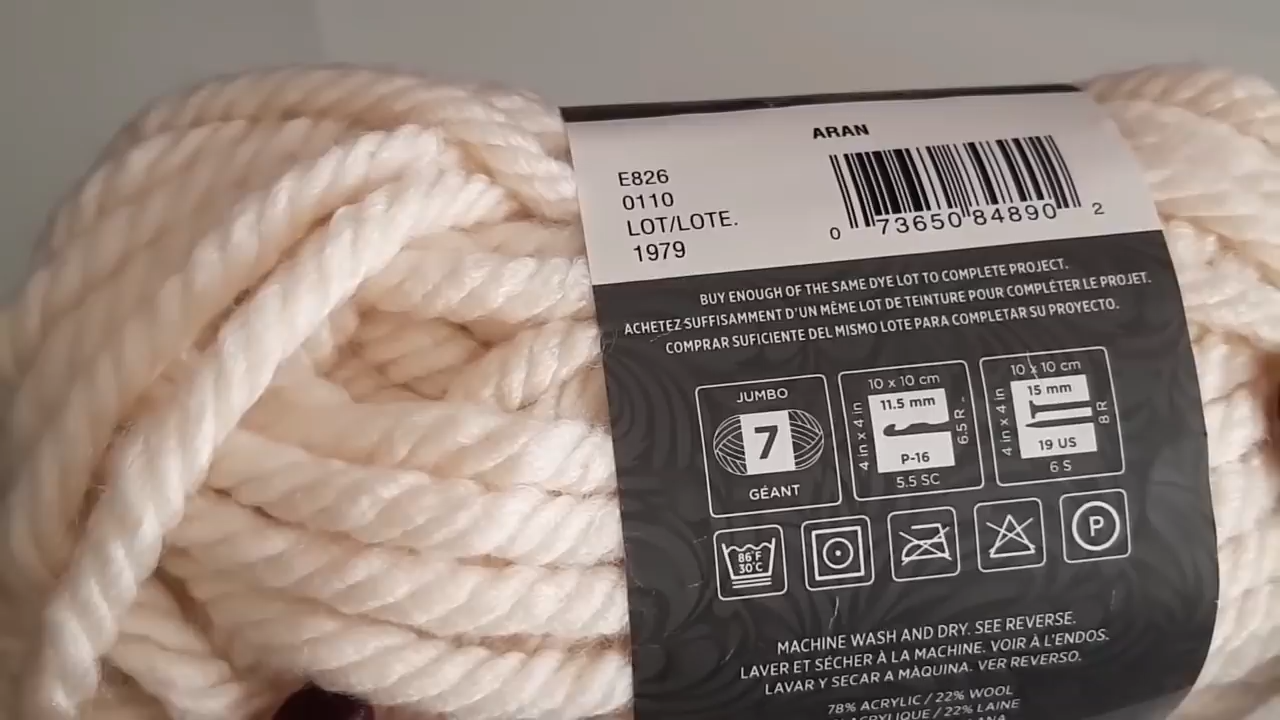 ARAN
E826
0110
LOT/LOTE.
1979
0 73650 84890 2
BUY ENOUGH OF THE SAME DYE LOT TO COMPLETE PROJECT.
ACHETEZ SUFFISAMMENT D'UN MÊME LOT DE TEINTURE POUR COMPLÉTER LE PROJET.
COMPRAR SUFICIENTE DEL MISMO LOTE PARA COMPLETAR SU PROYECTO.
JUMBO
7
GÉANT
10 x 10 cm
4 in x 4 in
11.5 mm
P-16
6.5 R
5.5 SC
10 x 10 cm
4 in x 4 in
15 mm
19 US
8 R
6 S
86°F
30°C
P
MACHINE WASH AND DRY. SEE REVERSE.
LAVER ET SÉCHER À LA MACHINE. VOIR À L'ENDOS.
LAVAR Y SECAR A MÀQUINA. VER REVERSO.
78% ACRYLIC / 22% WOOL
ACRYLIQUE / 22% LAINE